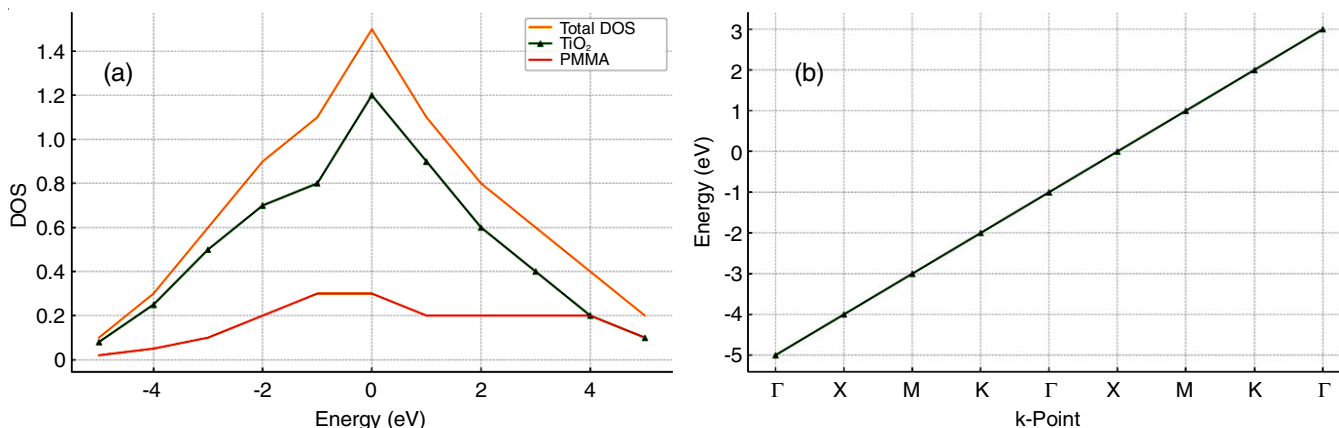 (a)
Total DOS
TiO₂
PMMA
DOS
1.4
1.2
1.0
0.8
0.6
0.4
0.2
0
-4 -2 0 2 4
Energy (eV)
(b)
Energy (eV)
3
2
1
0
-1
-2
-3
-4
-5
Γ X M K Γ X M K Γ
k-Point